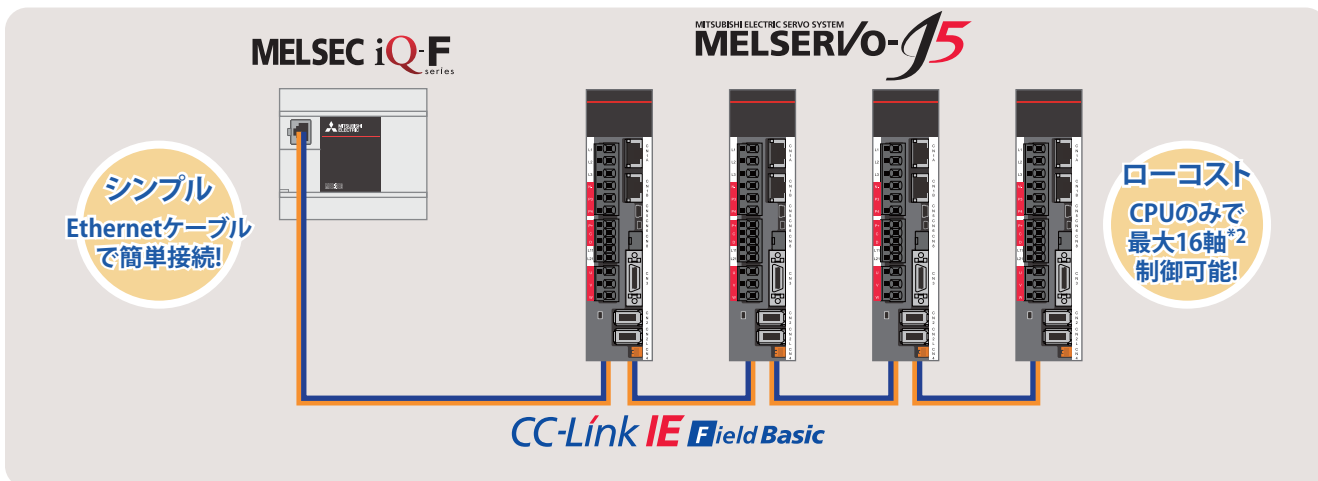 MITSUBISHI ELECTRIC SERVO SYSTEM
MELSEC iQ-F
series
MELSERVO-J5
MITSUBISHI
ELECTRIC
シンプル
Ethernetケーブル
で簡単接続!
ローコスト
CPUのみで
最大16軸*2
制御可能!
CC-Link IE Field Basic